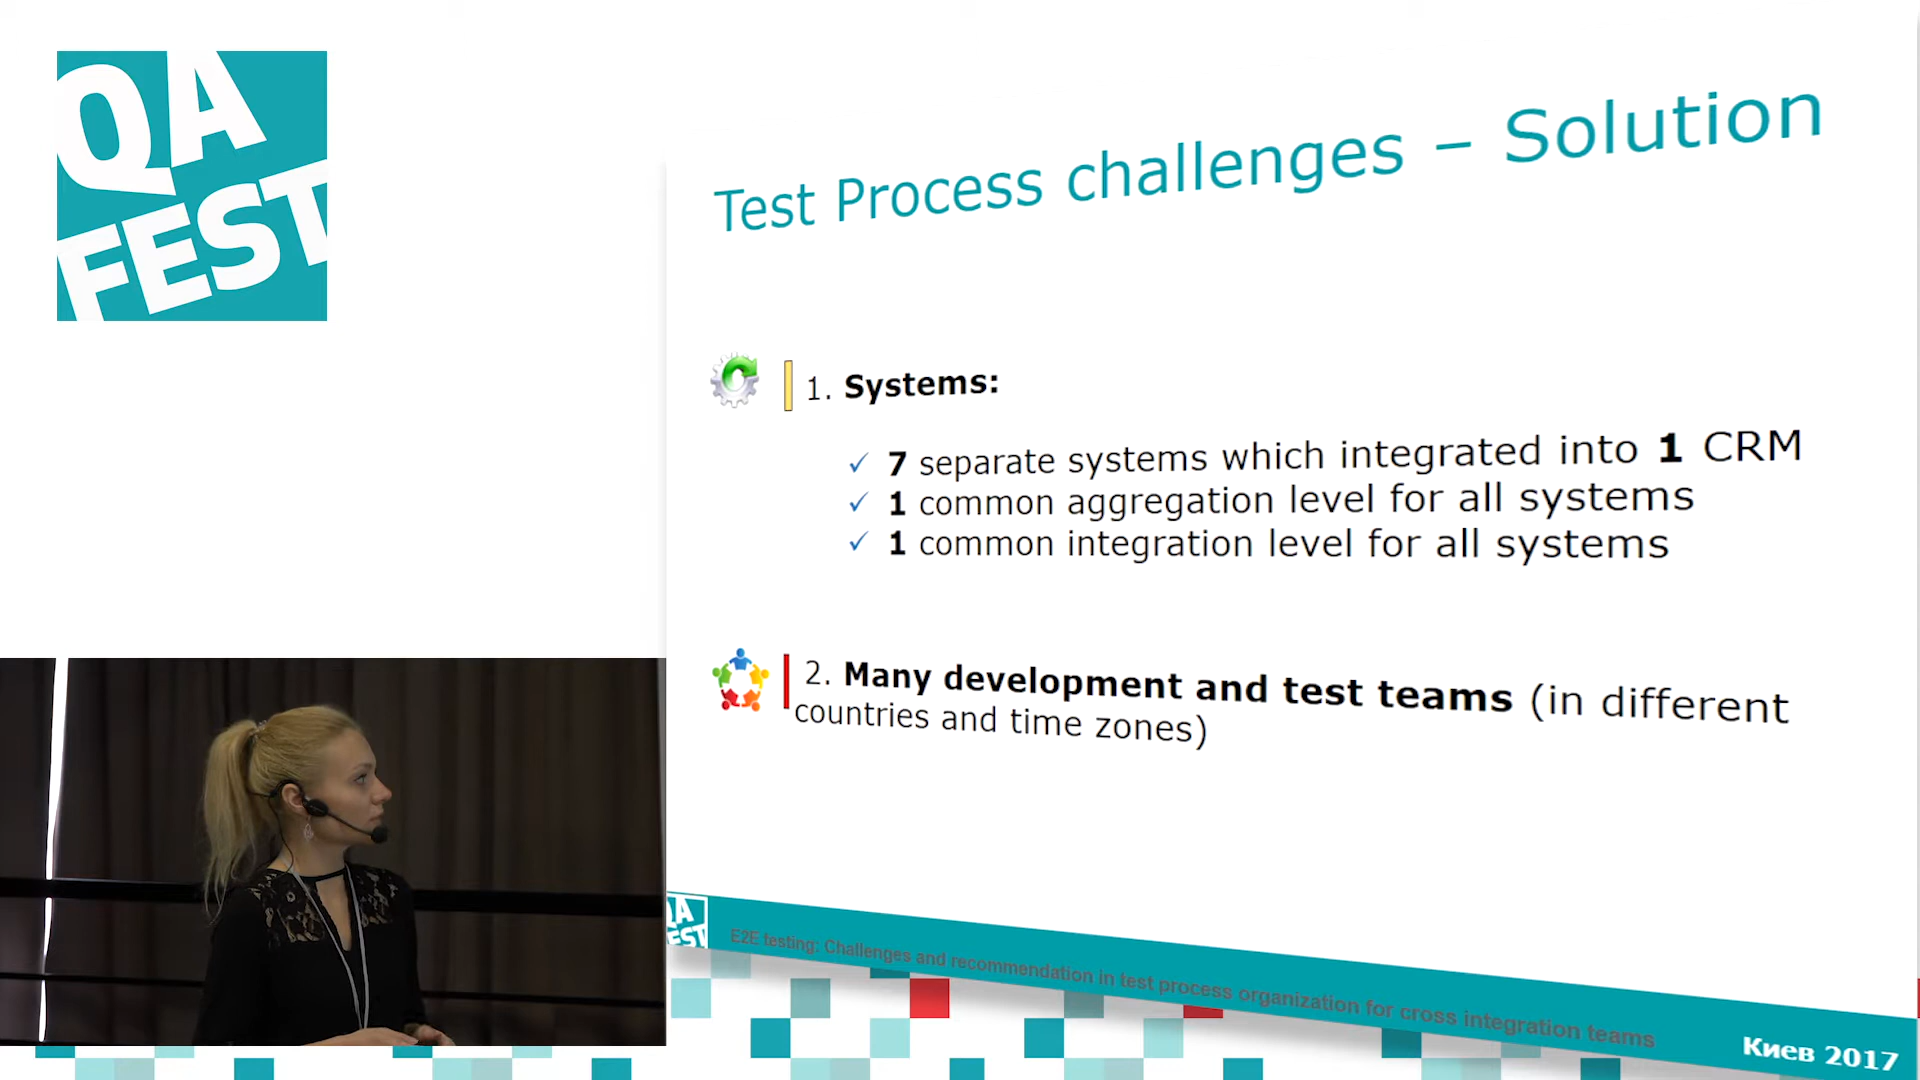 QA
FEST
Test Process challenges – Solution
1. Systems:
✓ 7 separate systems which integrated into 1 CRM
✓ 1 common aggregation level for all systems
✓ 1 common integration level for all systems
2. Many development and test teams (in different
countries and time zones)
QA
FEST
E2E testing: Challenges and recommendation in test process organization for cross integration teams
Киев 2017